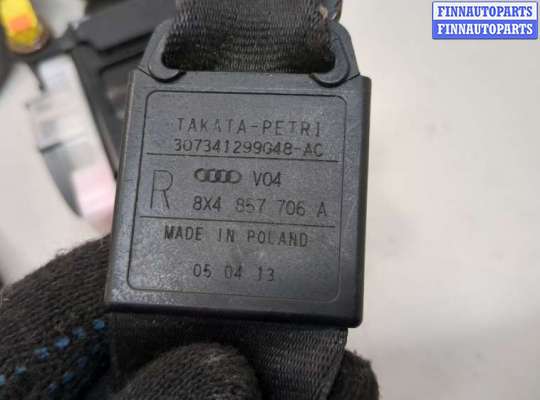 FINNAUTOPARTS
FINNAUTOPARTS
TAKATA-PETRI
307341299G48-AC
R V04
8X4 857 706 A
MADE IN POLAND
05 04 13